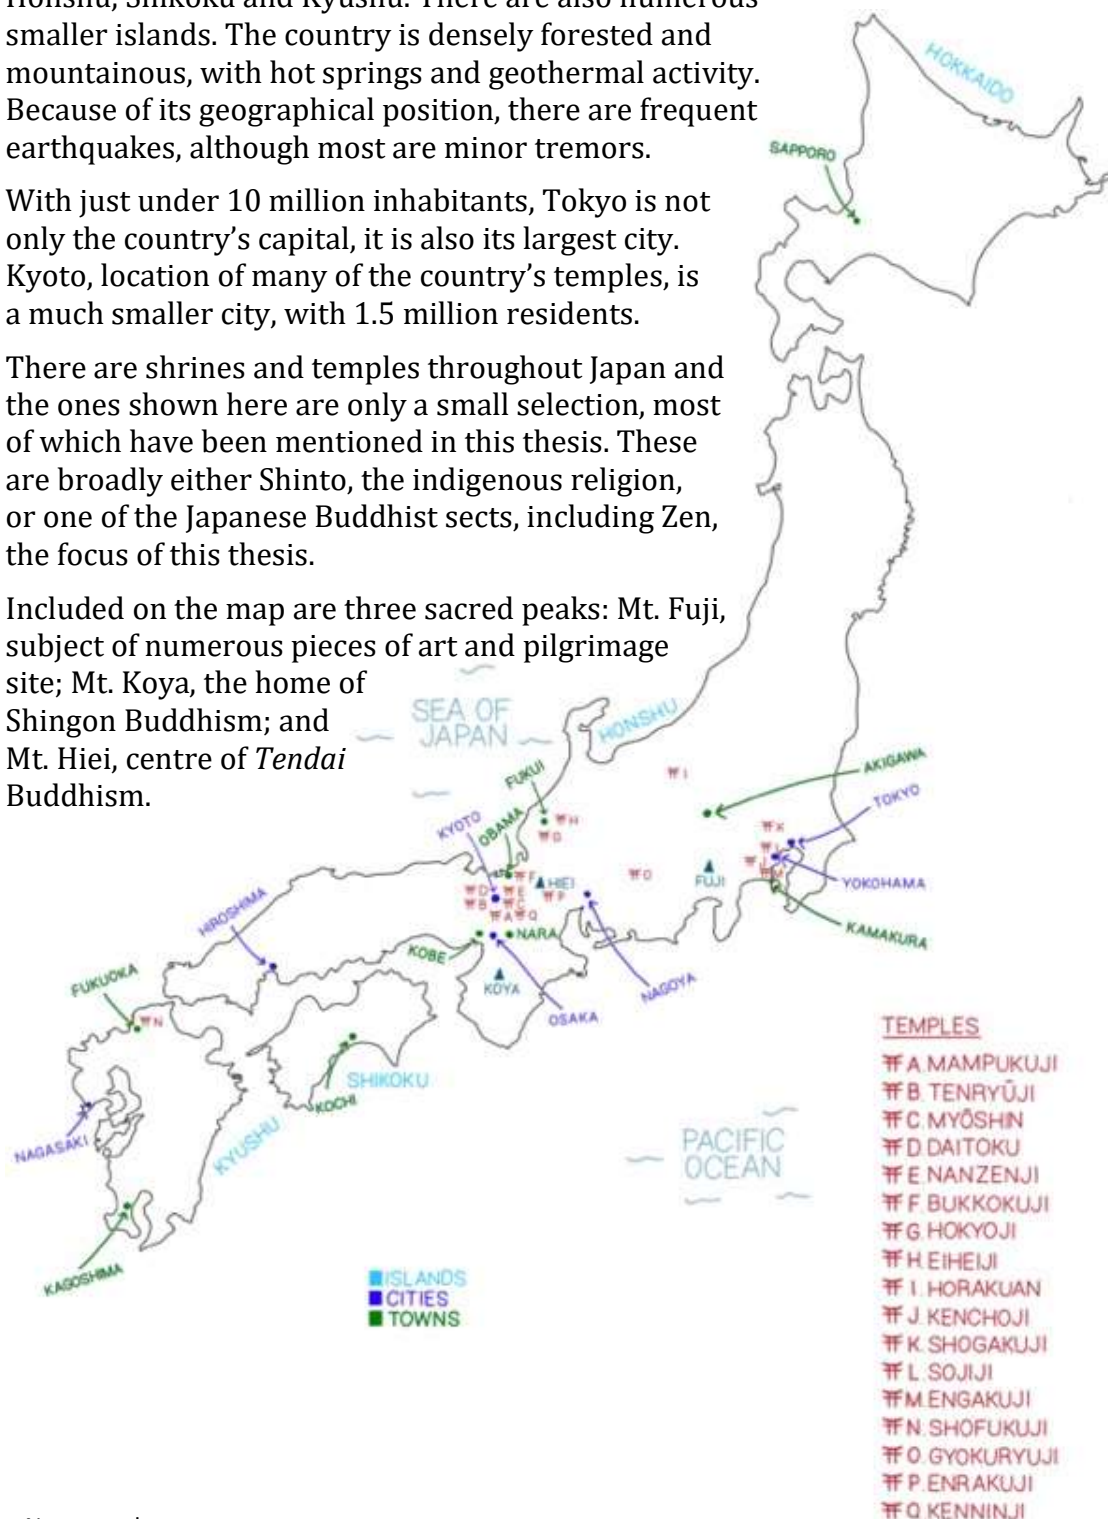 Honshu, Shikoku and Kyushu. There are also numerous
smaller islands. The country is densely forested and
mountainous, with hot springs and geothermal activity.
Because of its geographical position, there are frequent
earthquakes, although most are minor tremors.
With just under 10 million inhabitants, Tokyo is not
only the country’s capital, it is also its largest city.
Kyoto, location of many of the country’s temples, is
a much smaller city, with 1.5 million residents.
There are shrines and temples throughout Japan and
the ones shown here are only a small selection, most
of which have been mentioned in this thesis. These
are broadly either Shinto, the indigenous religion,
or one of the Japanese Buddhist sects, including Zen,
the focus of this thesis.
Included on the map are three sacred peaks: Mt. Fuji,
subject of numerous pieces of art and pilgrimage
site; Mt. Koya, the home of
Shingon Buddhism; and
Mt. Hiei, centre of Tendai
Buddhism.
HOKKAIDO
SAPPORO
SEA OF
JAPAN
HONSHU
I
AKIGAWA
FUKUI
TOKYO
KYOTO
OBAMA
H
G
K
L
J
M
F
HIEI
O
FUJI
YOKOHAMA
D
E
P
B
C
A
Q
HIROSHIMA
KAMAKURA
KOBE
NARA
FUKUOKA
KOYA
NAGOYA
OSAKA
N
SHIKOKU
KOCHI
NAGASAKI
KYUSHU
PACIFIC
OCEAN
KAGOSHIMA
ISLANDS
CITIES
TOWNS
TEMPLES
A. MAMPUKUJI
B. TENRYŪJI
C. MYŌSHIN
D. DAITOKU
E. NANZENJI
F. BUKKOKUJI
G. HOKYOJI
H. EIHEIJI
I. HORAKUAN
J. KENCHOJI
K. SHOGAKUJI
L. SOJIJI
M. ENGAKUJI
N. SHOFUKUJI
O. GYOKURYUJI
P. ENRAKUJI
Q. KENNINJI